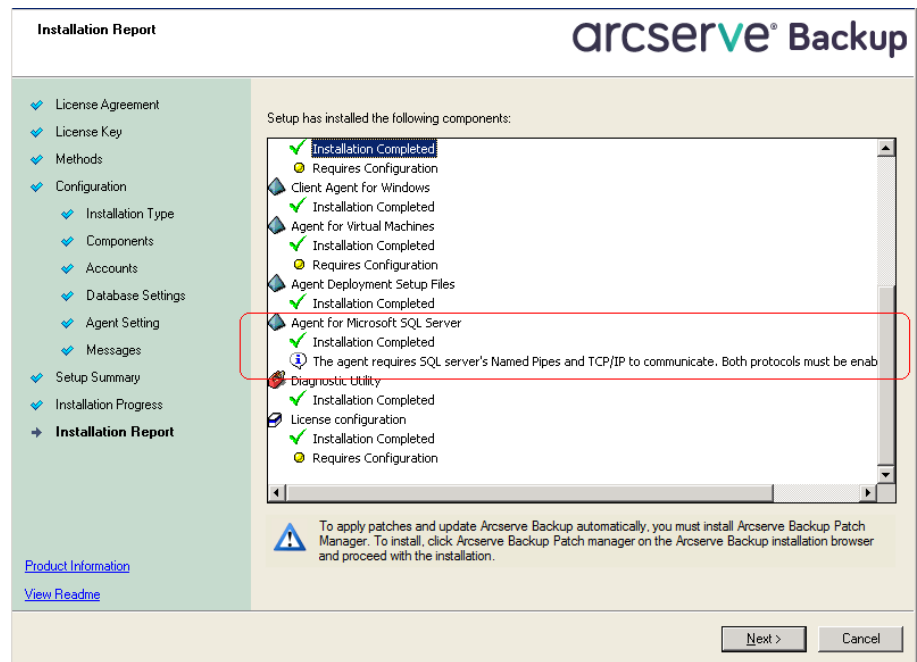 Installation Report
arcserve® Backup
License Agreement
License Key
Methods
Configuration
Installation Type
Components
Accounts
Database Settings
Agent Setting
Messages
Setup Summary
Installation Progress
Installation Report
Product Information
View Readme
Setup has installed the following components:
Installation Completed
Requires Configuration
Client Agent for Windows
Installation Completed
Agent for Virtual Machines
Installation Completed
Requires Configuration
Agent Deployment Setup Files
Installation Completed
Agent for Microsoft SQL Server
Installation Completed
The agent requires SQL server's Named Pipes and TCP/IP to communicate. Both protocols must be enab
Diagnostic Utility
Installation Completed
License configuration
Installation Completed
Requires Configuration
To apply patches and update Arcserve Backup automatically, you must install Arcserve Backup Patch
Manager. To install, click Arcserve Backup Patch manager on the Arcserve Backup installation browser
and proceed with the installation.
Next >
Cancel